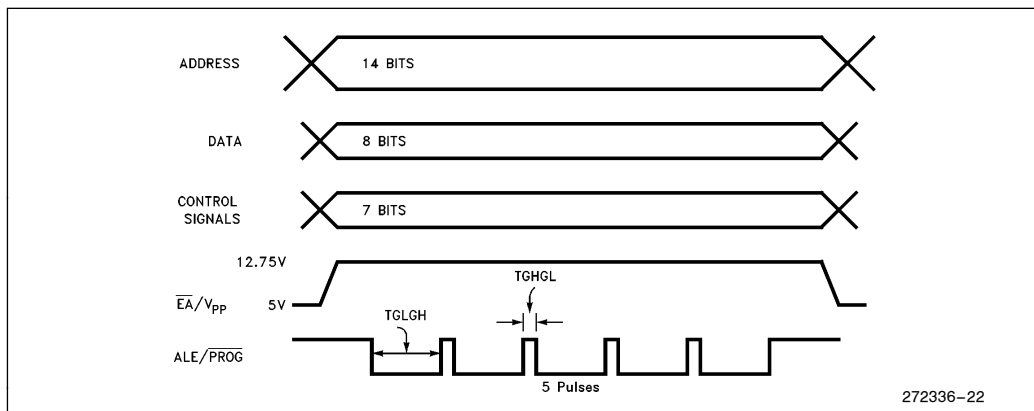 ADDRESS
14 BITS
DATA
8 BITS
CONTROL
SIGNALS
7 BITS
12.75V
TGHGL
EA/VPP
5V
TGLGH
ALE/PROG
5 Pulses
272336–22